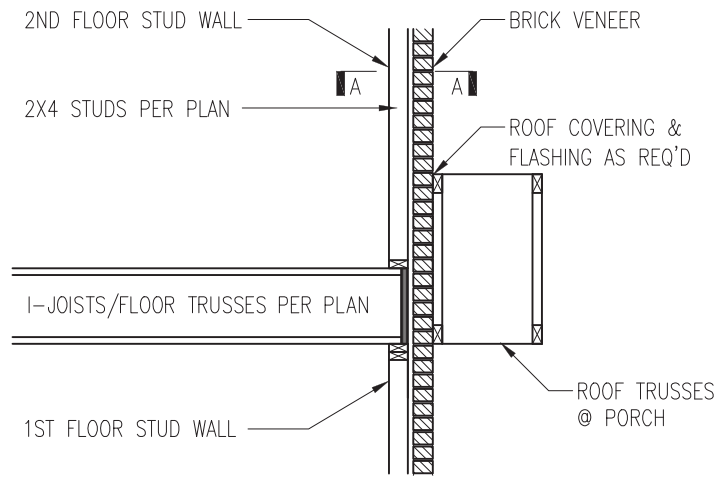 2ND FLOOR STUD WALL
BRICK VENEER
A
A
2X4 STUDS PER PLAN
ROOF COVERING &
FLASHING AS REQ'D
I-JOISTS/FLOOR TRUSSES PER PLAN
ROOF TRUSSES
@ PORCH
1ST FLOOR STUD WALL